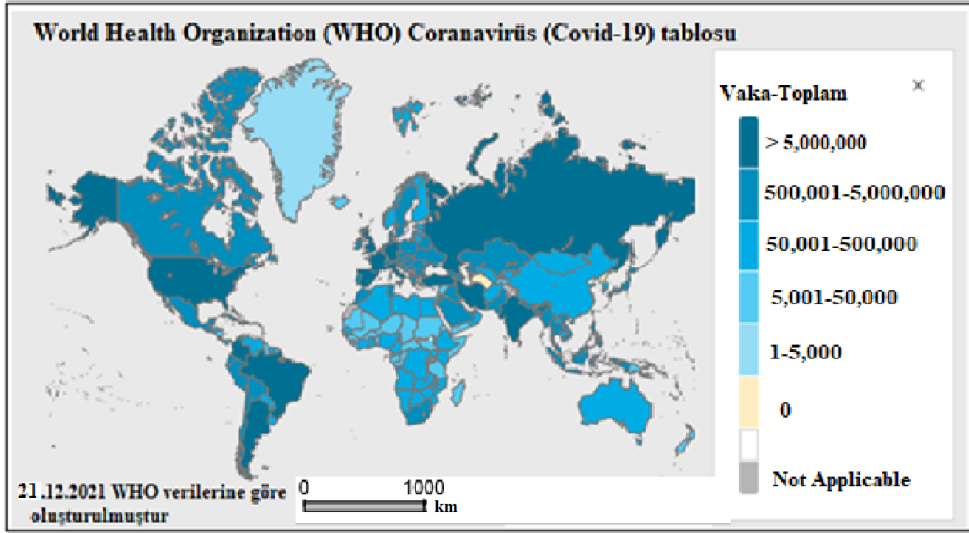 World Health Organization (WHO) Coranavirüs (Covid-19) tablosu
Vaka-Toplam
×
> 5,000,000
500,001-5,000,000
50,001-500,000
5,001-50,000
1-5,000
0
Not Applicable
21.12.2021 WHO verilerine göre
oluşturulmuştur
0 1000
km